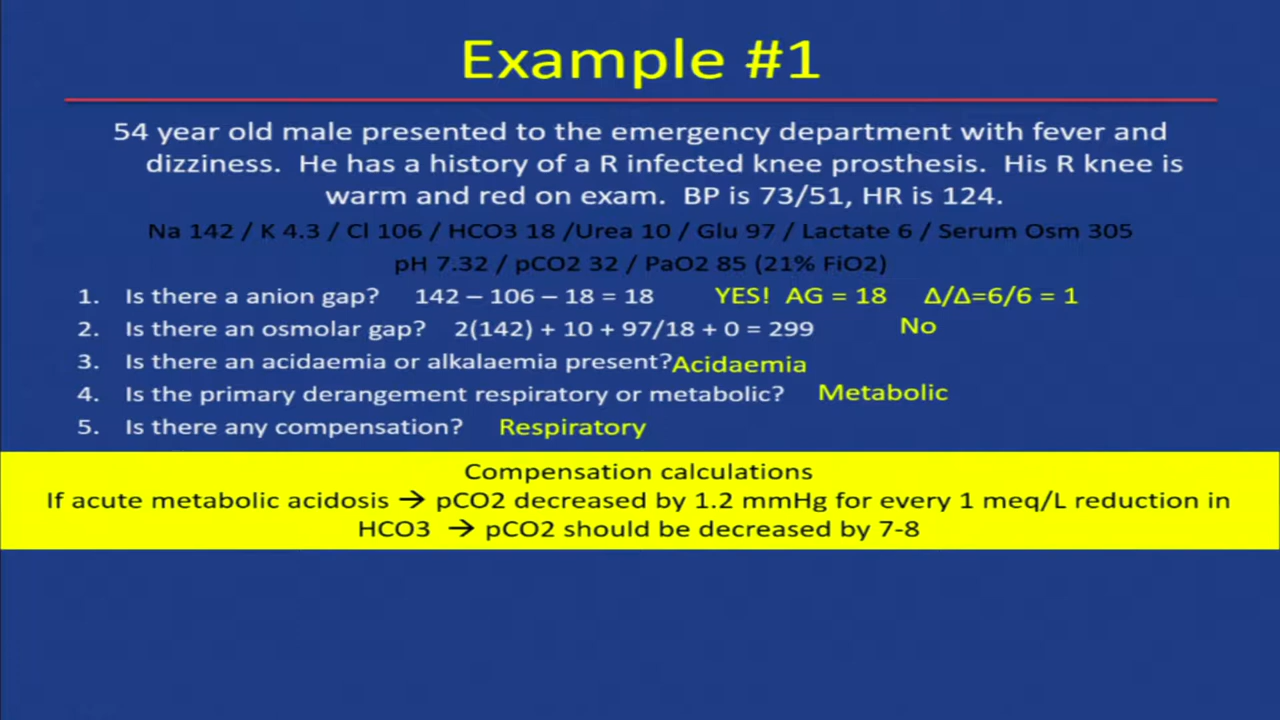 Example #1
54 year old male presented to the emergency department with fever and
dizziness. He has a history of a R infected knee prosthesis. His R knee is
warm and red on exam. BP is 73/51, HR is 124.
Na 142 / K 4.3 / Cl 106 / HCO3 18 /Urea 10 / Glu 97 / Lactate 6 / Serum Osm 305
pH 7.32 / pCO2 32 / PaO2 85 (21% FiO2)
1. Is there a anion gap? 142 – 106 – 18 = 18 YES! AG = 18 Δ/Δ=6/6 = 1
2. Is there an osmolar gap? 2(142) + 10 + 97/18 + 0 = 299 No
3. Is there an acidaemia or alkalaemia present? Acidaemia
4. Is the primary derangement respiratory or metabolic? Metabolic
5. Is there any compensation? Respiratory
Compensation calculations
If acute metabolic acidosis → pCO2 decreased by 1.2 mmHg for every 1 meq/L reduction in
HCO3 → pCO2 should be decreased by 7-8